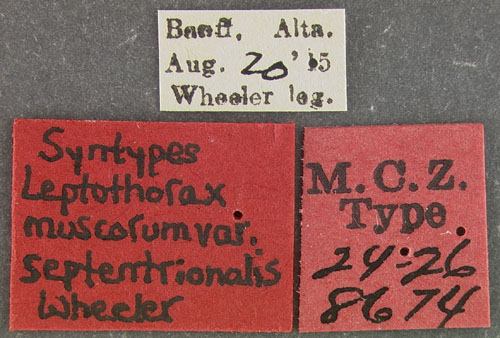 Banff, Alta.
Aug. 20 '15
Wheeler leg.
Syntypes
Leptothorax
muscorum var.
septentrionalis
Wheeler
M.C.Z.
Type
24-26
8674